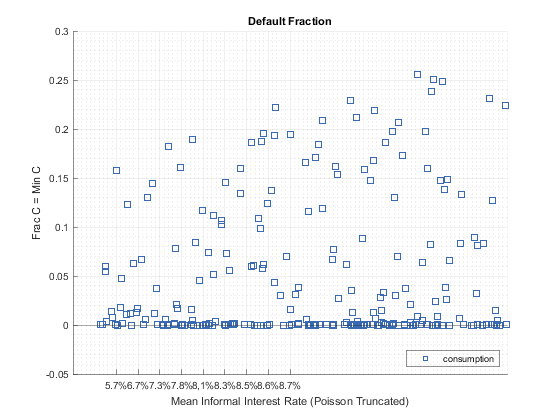 Default Fraction
0.3
0.25
0.2
0.15
0.1
0.05
0
-0.05
Frac C = Min C
consumption
5.7%6.7%7.3%7.8%8.1%8.3%8.5%8.6%8.7%
Mean Informal Interest Rate (Poisson Truncated)